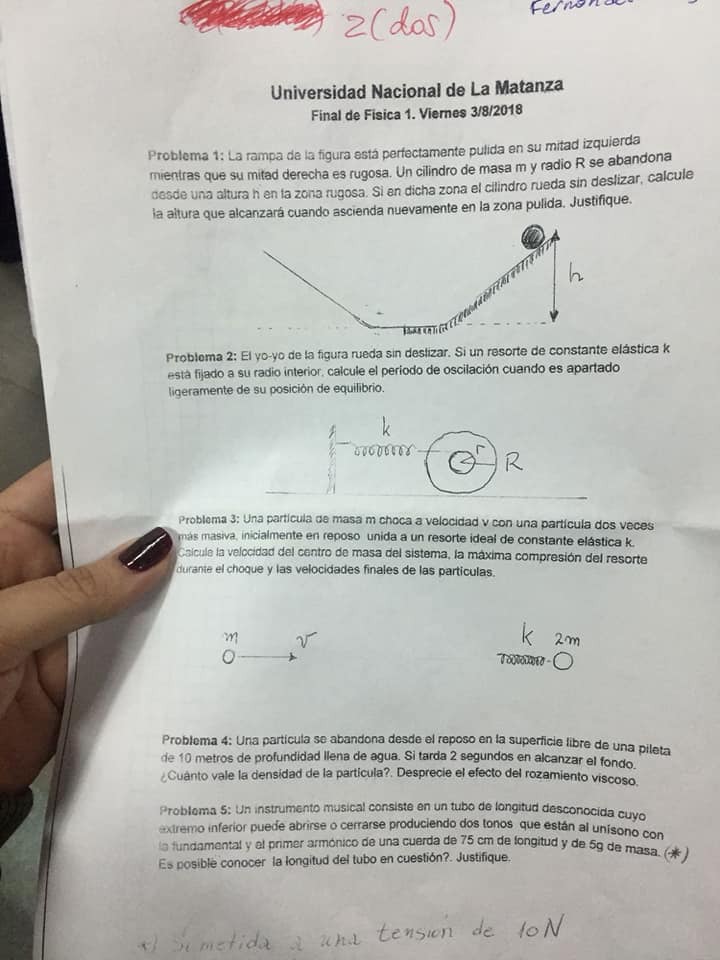 2 (dos)
Universidad Nacional de La Matanza
Final de Física 1. Viernes 3/8/2018
Problema 1: La rampa de la figura está perfectamente pulida en su mitad izquierda
mientras que su mitad derecha es rugosa. Un cilindro de masa m y radio R se abandona
desde una altura h en la zona rugosa. Si en dicha zona el cilindro rueda sin deslizar, calcule
la altura que alcanzará cuando ascienda nuevamente en la zona pulida. Justifique.
h
Problema 2: El yo-yo de la figura rueda sin deslizar. Si un resorte de constante elástica k
está fijado a su radio interior, calcule el período de oscilación cuando es apartado
ligeramente de su posición de equilibrio.
k
r
R
Problema 3: Una partícula de masa m choca a velocidad v con una partícula dos veces
más masiva, inicialmente en reposo unida a un resorte ideal de constante elástica k.
Calcule la velocidad del centro de masa del sistema, la máxima compresión del resorte
durante el choque y las velocidades finales de las partículas.
m v k 2m
Problema 4: Una partícula se abandona desde el reposo en la superficie libre de una pileta
de 10 metros de profundidad llena de agua. Si tarda 2 segundos en alcanzar el fondo.
¿Cuánto vale la densidad de la partícula?. Desprecie el efecto del rozamiento viscoso.
Problema 5: Un instrumento musical consiste en un tubo de longitud desconocida cuyo
extremo inferior puede abrirse o cerrarse produciendo dos tonos que están al unísono con
la fundamental y el primer armónico de una cuerda de 75 cm de longitud y de 5g de masa. (*)
Es posible conocer la longitud del tubo en cuestión?. Justifique.
*) Sometida a una tensión de 10N